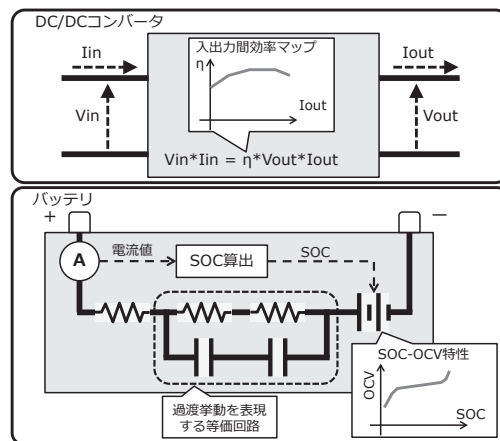 DC/DCコンバータ
Iin
入出力間効率マップ
Iout
η
Iout
Vin
Vout
Vin*Iin = η*Vout*Iout
バッテリ
+
−
A
電流値
SOC算出
SOC
SOC-OCV特性
OCV
SOC
過渡挙動を表現
する等価回路